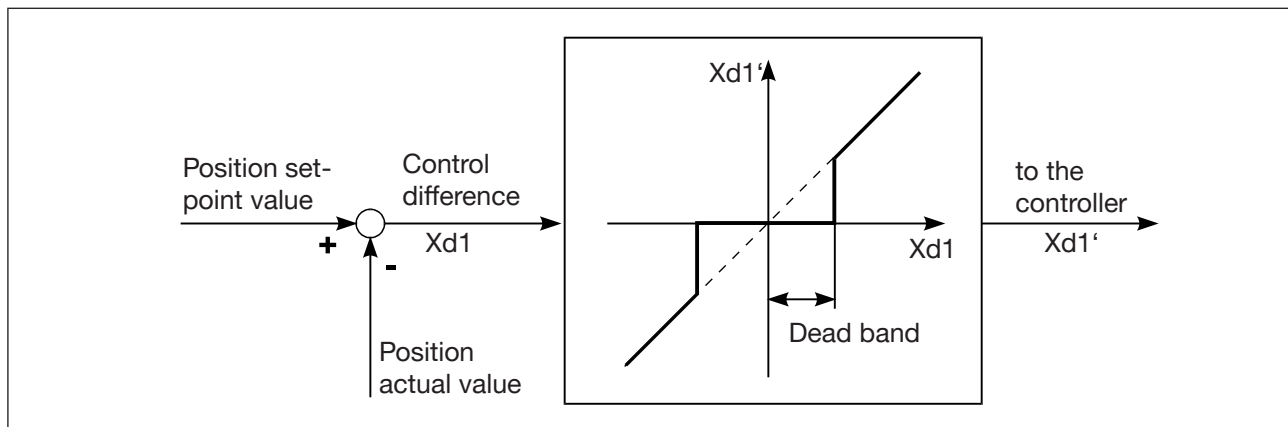 Xd1‘
Position set-
point value
Control
difference
to the
controller
+
Xd1
Xd1
Xd1‘
-
Dead band
Position
actual value